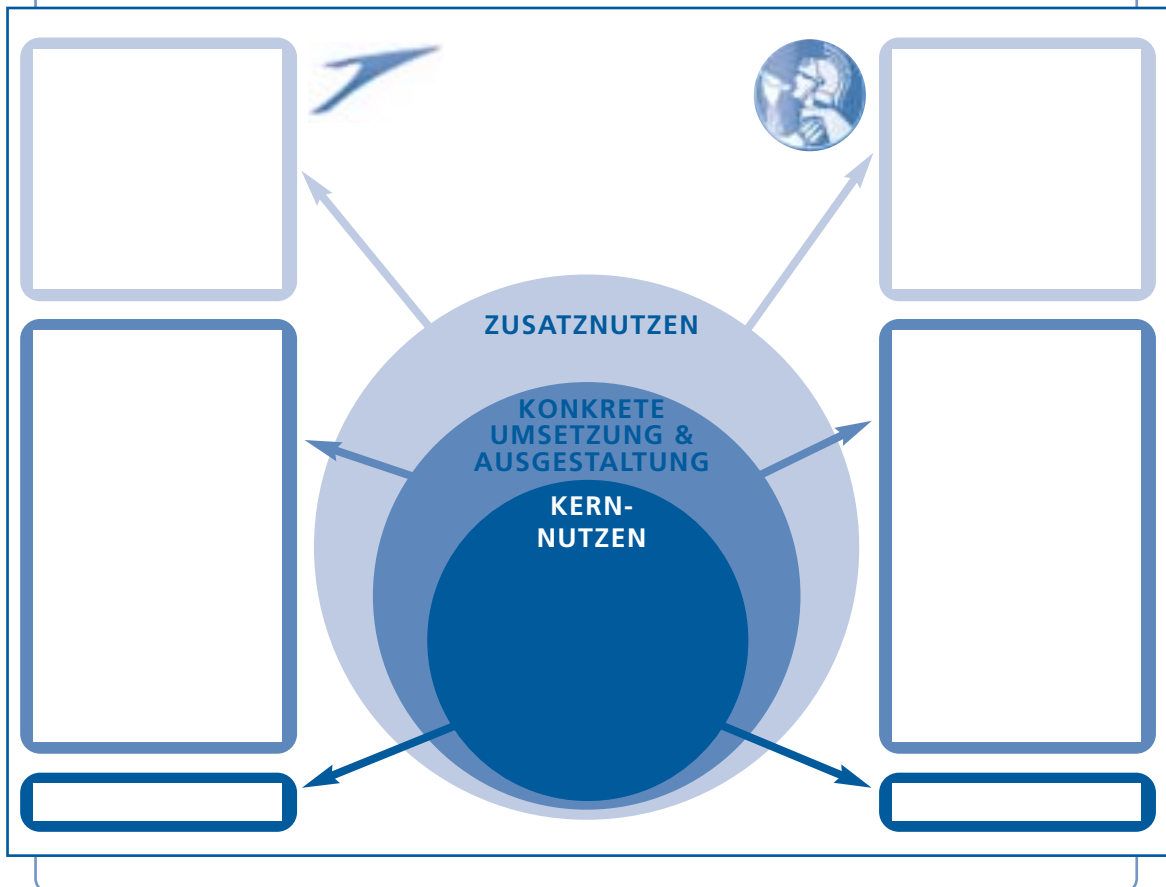 ZUSATZNUTZEN
KONKRETE
UMSETZUNG &
AUSGESTALTUNG
KERN-
NUTZEN